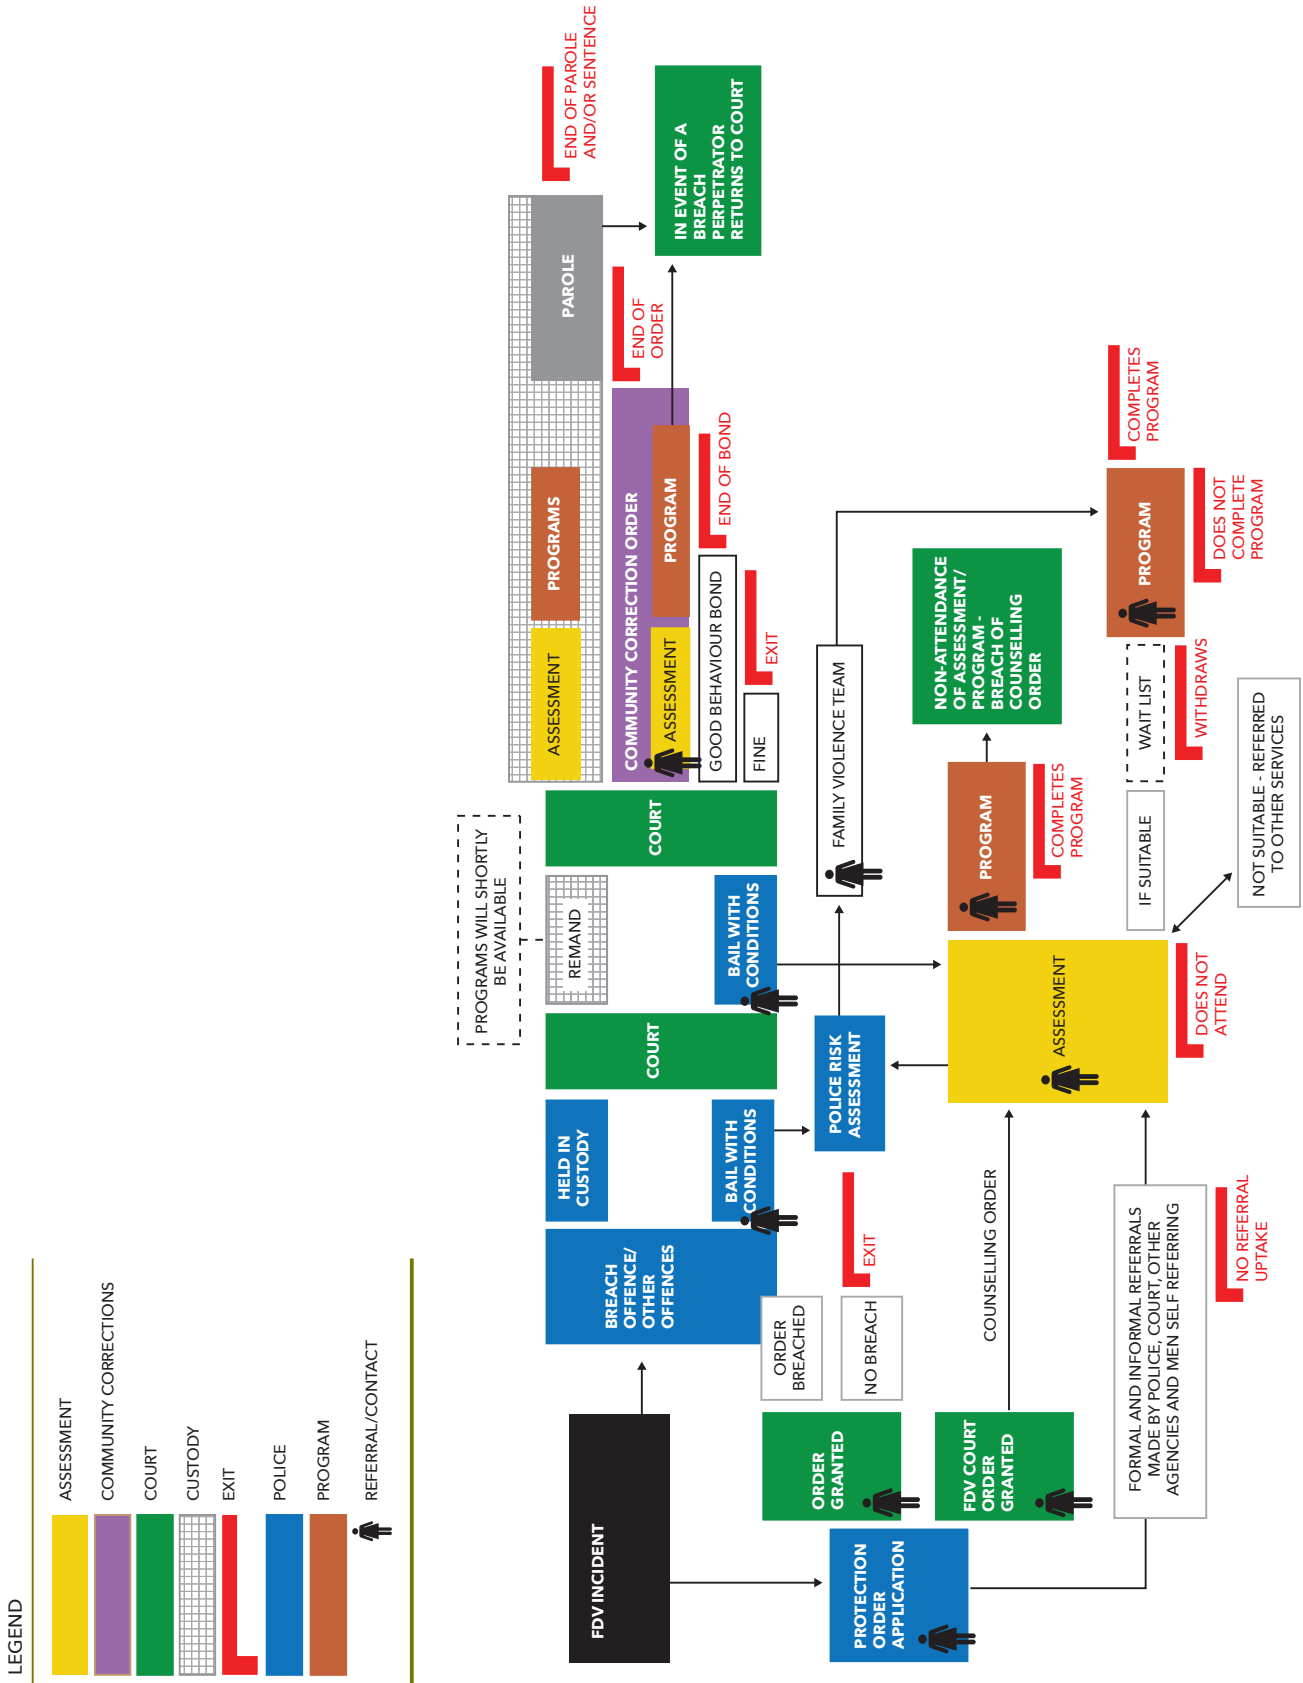 LEGEND
ASSESSMENT
COMMUNITY CORRECTIONS
COURT
CUSTODY
EXIT
POLICE
PROGRAM
REFERRAL/CONTACT
FDV INCIDENT
BREACH
OFFENCE/
OTHER
OFFENCES
HELD IN
CUSTODY
BAIL WITH
CONDITIONS
COURT
PROGRAMS WILL SHORTLY
BE AVAILABLE
REMAND
BAIL WITH
CONDITIONS
COURT
ASSESSMENT
PROGRAMS
PAROLE
END OF PAROLE
AND/OR SENTENCE
COMMUNITY CORRECTION ORDER
ASSESSMENT
PROGRAM
END OF
ORDER
IN EVENT OF A
BREACH
PERPETRATOR
RETURNS TO COURT
GOOD BEHAVIOUR BOND
END OF BOND
FINE
EXIT
PROTECTION
ORDER
APPLICATION
ORDER
GRANTED
ORDER
BREACHED
NO BREACH
EXIT
POLICE RISK
ASSESSMENT
FAMILY VIOLENCE TEAM
FDV COURT
ORDER
GRANTED
COUNSELLING ORDER
ASSESSMENT
PROGRAM
COMPLETES
PROGRAM
NON-ATTENDANCE
OF ASSESSMENT/
PROGRAM -
BREACH OF
COUNSELLING
ORDER
FORMAL AND INFORMAL REFERRALS
MADE BY POLICE, COURT, OTHER
AGENCIES AND MEN SELF REFERRING
NO REFERRAL
UPTAKE
DOES NOT
ATTEND
IF SUITABLE
WAIT LIST
WITHDRAWS
PROGRAM
COMPLETES
PROGRAM
DOES NOT
COMPLETE
PROGRAM
NOT SUITABLE - REFERRED
TO OTHER SERVICES